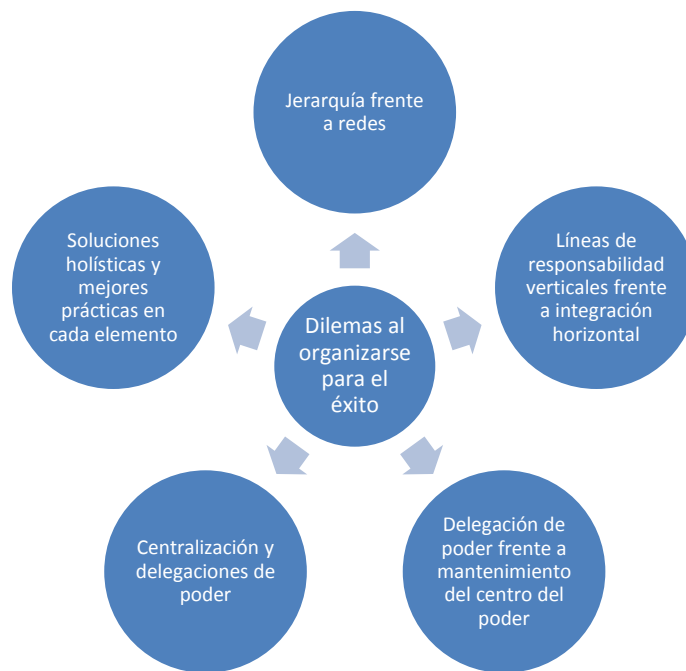 Jerarquía frente
a redes
Líneas de
responsabilidad
verticales frente
a integración
horizontal
Delegación de
poder frente a
mantenimiento
del centro del
poder
Centralización y
delegaciones de
poder
Soluciones
holísticas y
mejores
prácticas en
cada elemento
Dilemas al
organizarse
para el
éxito